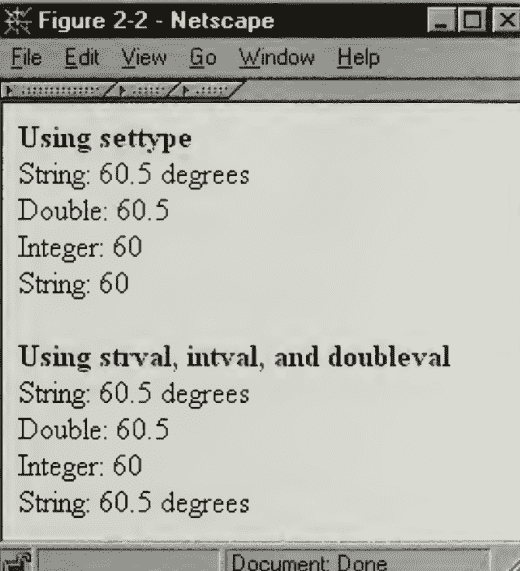 Figure 2-2 - Netscape
File Edit View Go Window Help
Using settype
String: 60.5 degrees
Double: 60.5
Integer: 60
String: 60
Using strval, intval, and doubleval
String: 60.5 degrees
Double: 60.5
Integer: 60
String: 60.5 degrees
Document: Done